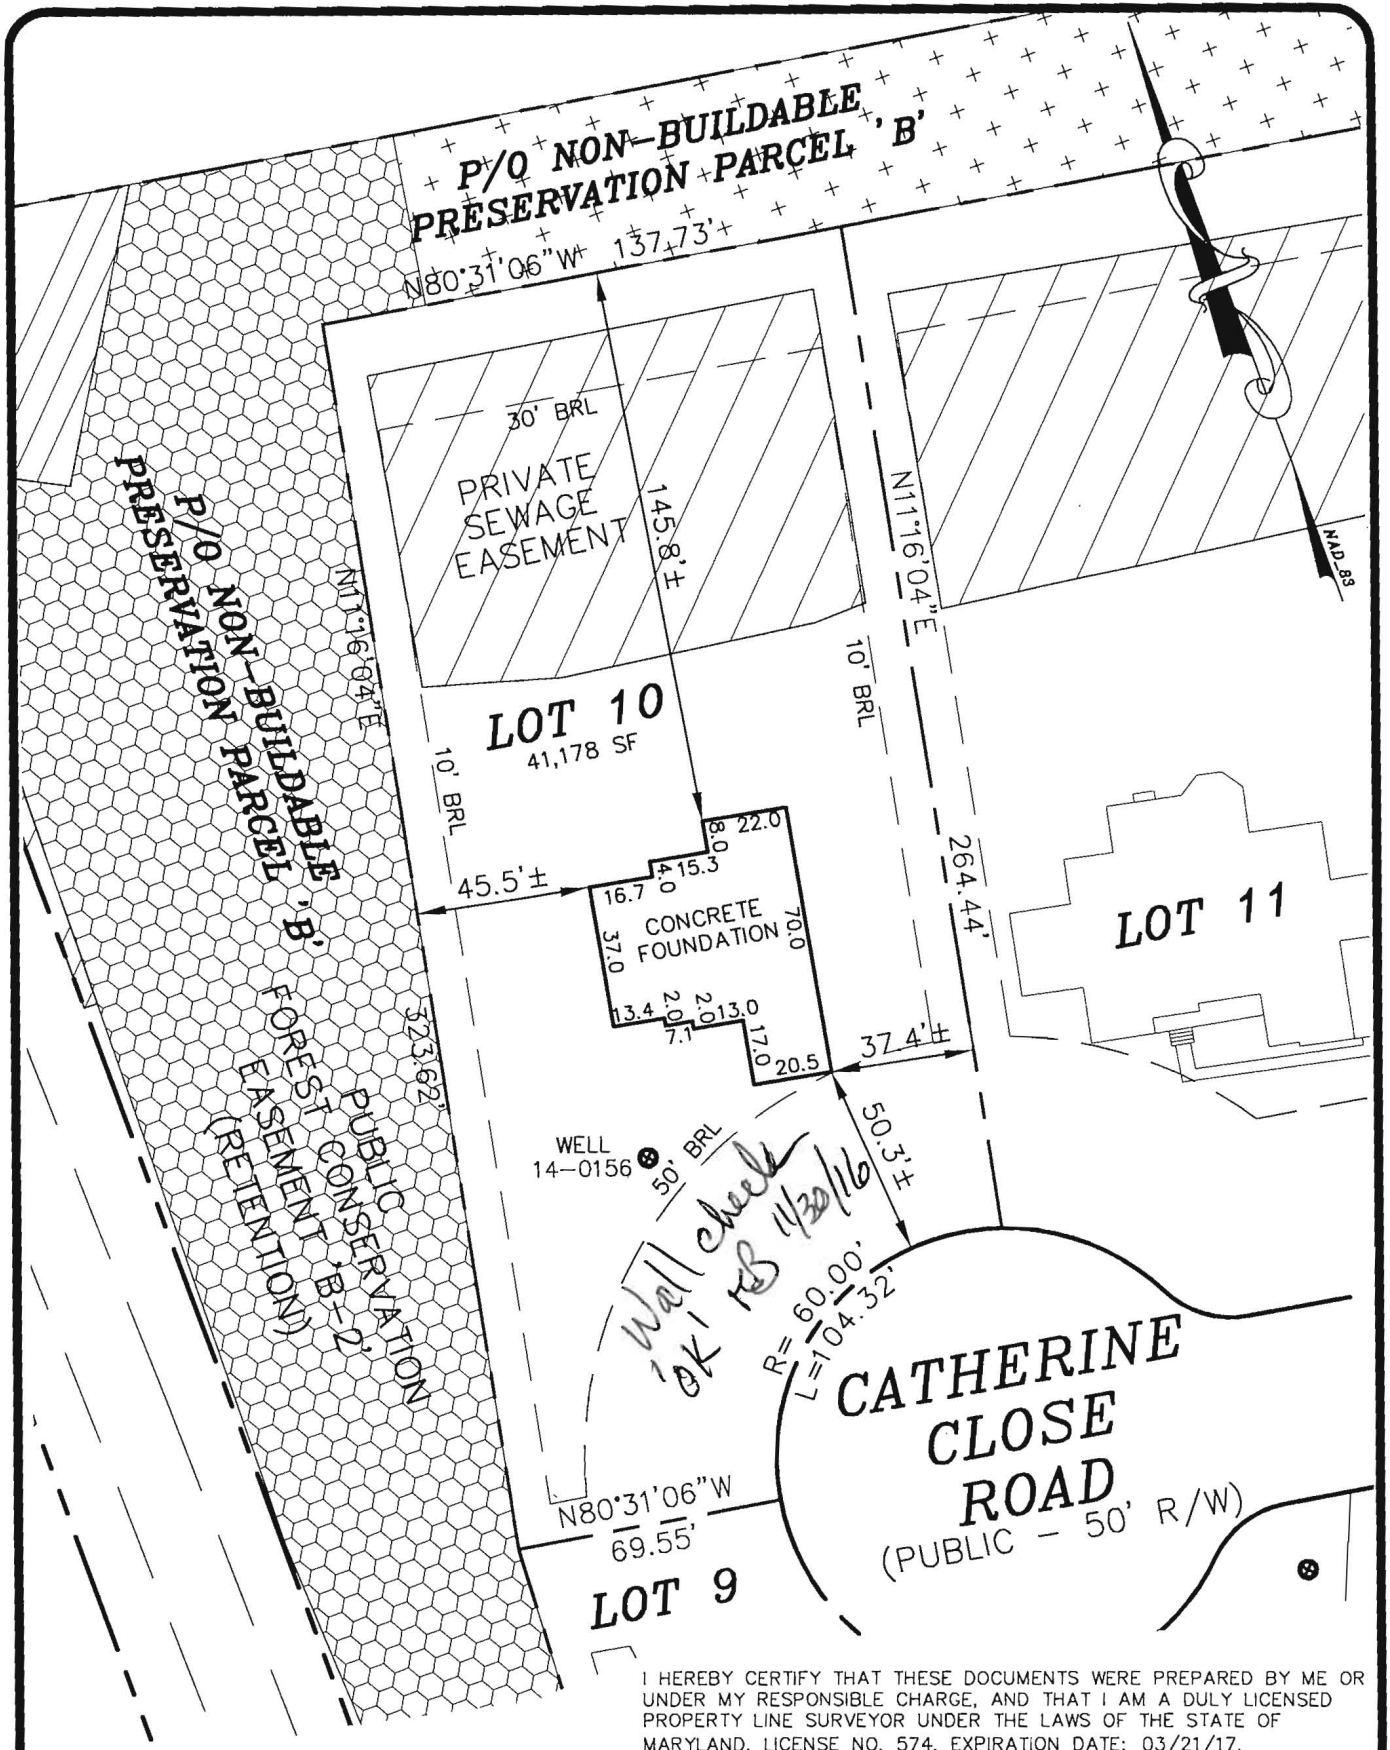 P/O NON-BUILDABLE
PRESERVATION PARCEL 'B'
N80°31'06"W 137.73'
NAD_83
30' BRL
PRIVATE
SEWAGE
EASEMENT
145.8'±
N11°16'04"E
264.44'
10' BRL
P/O NON-BUILDABLE
PRESERVATION PARCEL 'B'
N11°16'04"E
323.62'
LOT 10
41,178 SF
10' BRL
45.5'±
22.0
8.0
15.3
4.0
16.7
CONCRETE
FOUNDATION
70.0
37.0
13.4
2.0
7.1
2.0
13.0
17.0
20.5
37.4'±
LOT 11
PUBLIC
FOREST CONSERVATION
EASEMENT 'B-2'
(RETENTION)
WELL
14-0156
50' BRL
50.3'±
Wall check
OK! 11/30/16
R= 60.00'
L=104.32'
CATHERINE
CLOSE
ROAD
(PUBLIC - 50' R/W)
N80°31'06"W
69.55'
LOT 9
I HEREBY CERTIFY THAT THESE DOCUMENTS WERE PREPARED BY ME OR
UNDER MY RESPONSIBLE CHARGE, AND THAT I AM A DULY LICENSED
PROPERTY LINE SURVEYOR UNDER THE LAWS OF THE STATE OF
MARYLAND, LICENSE NO. 574, EXPIRATION DATE: 03/21/17.